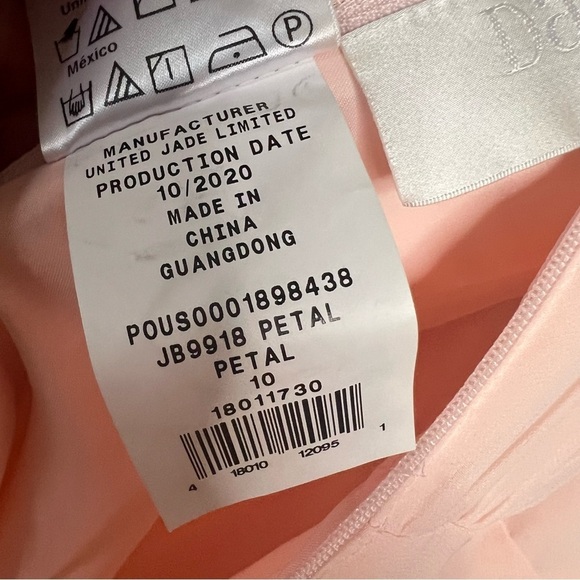 México
MANUFACTURER
UNITED JADE LIMITED
PRODUCTION DATE
10/2020
MADE IN
CHINA
GUANGDONG
POUS0001898438
JB9918 PETAL
PETAL
10
18011730
4 18010 12095 1